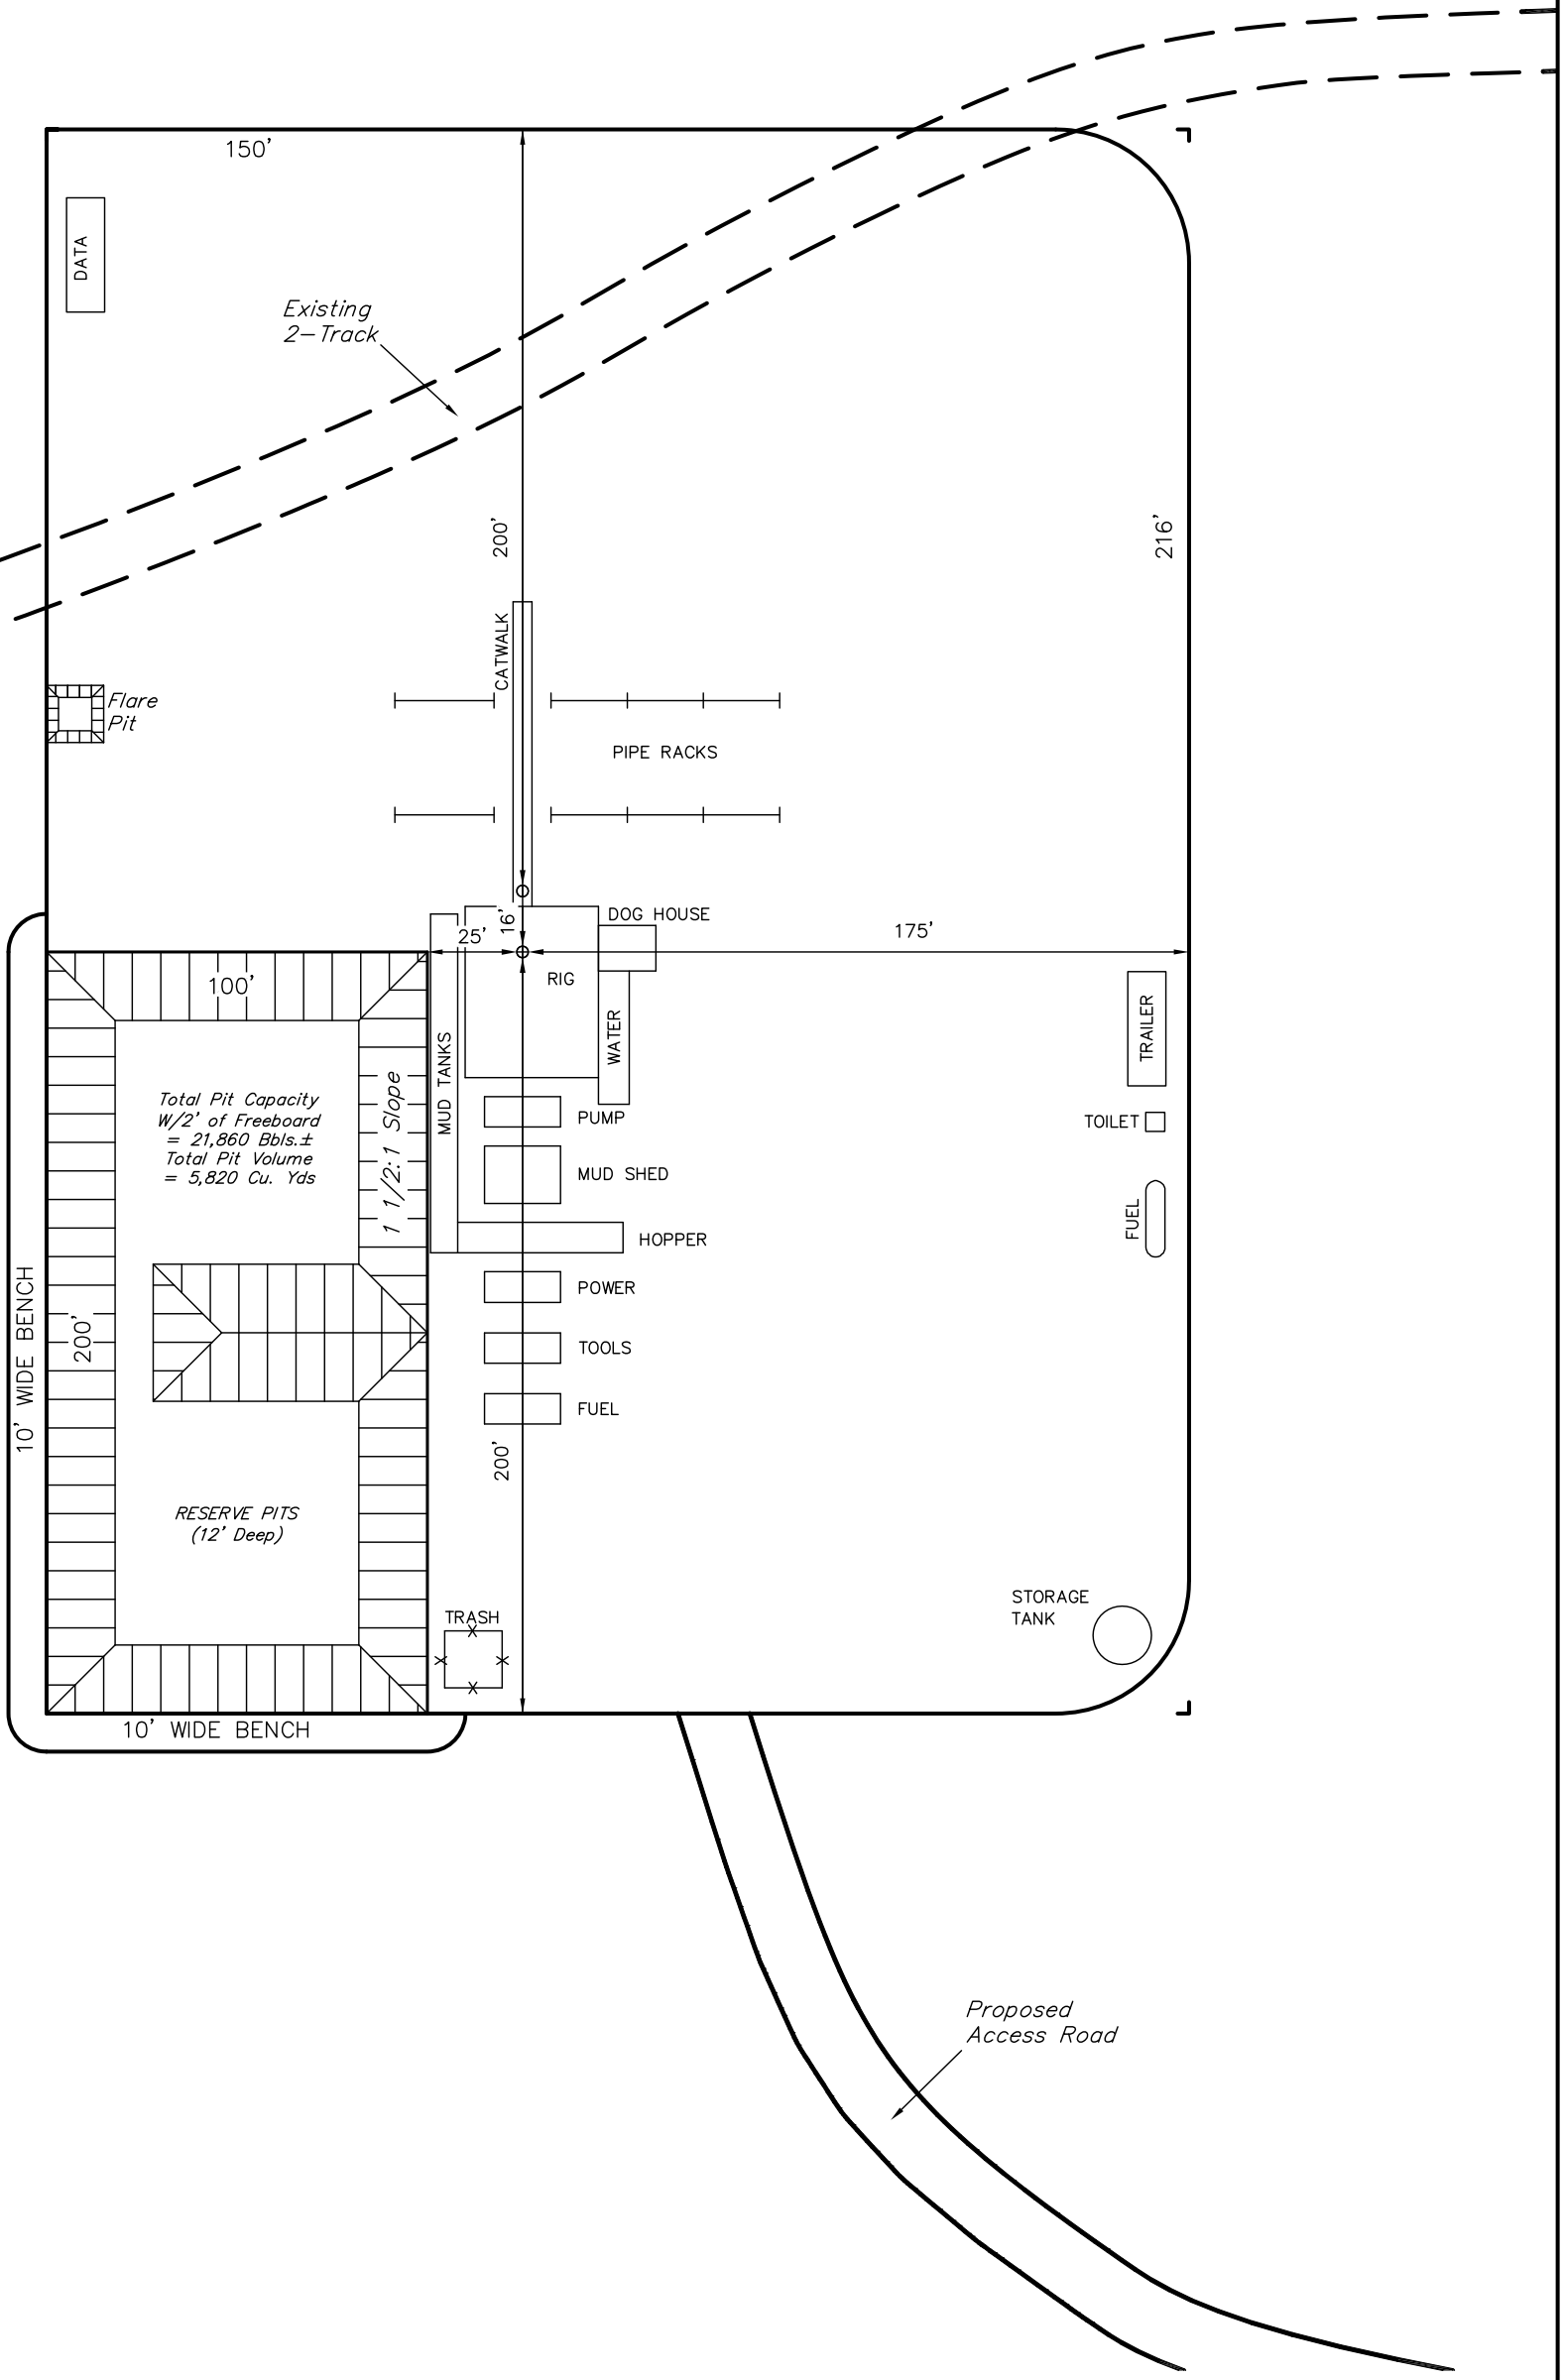 150'
DATA
Existing
2-Track
200'
216'
CATWALK
Flare
Pit
PIPE RACKS
DOG HOUSE
16'
25'
175'
RIG
100'
TRAILER
WATER
MUD TANKS
1 1/2:1 Slope
Total Pit Capacity
W/2' of Freeboard
= 21,860 Bbls.±
Total Pit Volume
= 5,820 Cu. Yds
PUMP
TOILET
MUD SHED
FUEL
HOPPER
POWER
10' WIDE BENCH
200'
TOOLS
FUEL
200'
RESERVE PITS
(12' Deep)
STORAGE
TANK
TRASH
10' WIDE BENCH
Proposed
Access Road